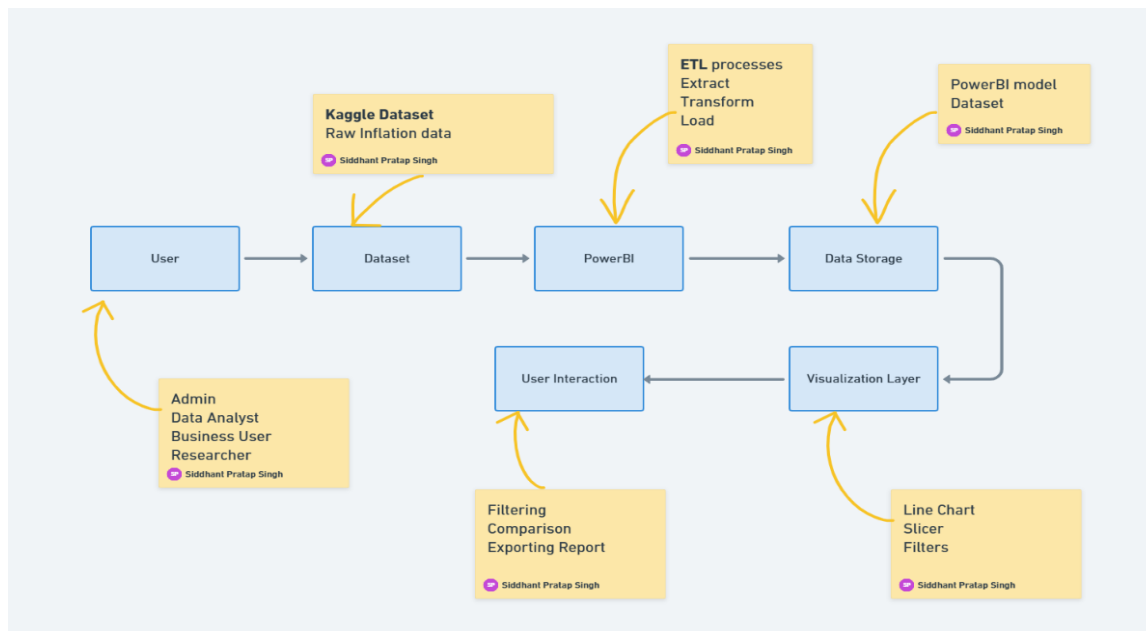 ETL processes
Extract
Transform
Load
SP Siddhant Pratap Singh
PowerBI model
Dataset
SP Siddhant Pratap Singh
Kaggle Dataset
Raw Inflation data
SP Siddhant Pratap Singh
User
Dataset
PowerBI
Data Storage
User Interaction
Visualization Layer
Admin
Data Analyst
Business User
Researcher
SP Siddhant Pratap Singh
Filtering
Comparison
Exporting Report
SP Siddhant Pratap Singh
Line Chart
Slicer
Filters
SP Siddhant Pratap Singh